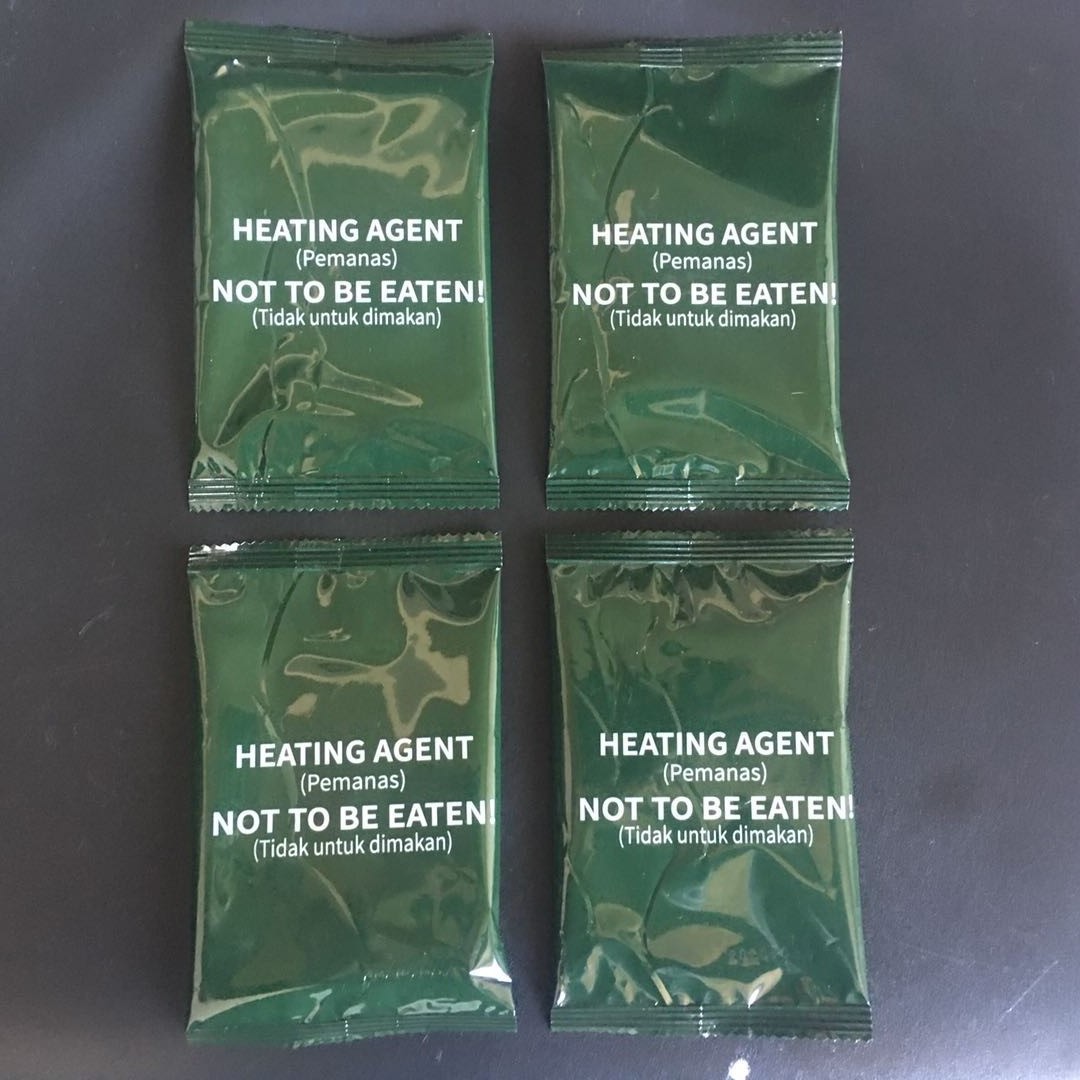 HEATING AGENT
(Pemanas)
NOT TO BE EATEN!
(Tidak untuk dimakan)
HEATING AGENT
(Pemanas)
NOT TO BE EATEN!
(Tidak untuk dimakan)
HEATING AGENT
(Pemanas)
NOT TO BE EATEN!
(Tidak untuk dimakan)
HEATING AGENT
(Pemanas)
NOT TO BE EATEN!
(Tidak untuk dimakan)